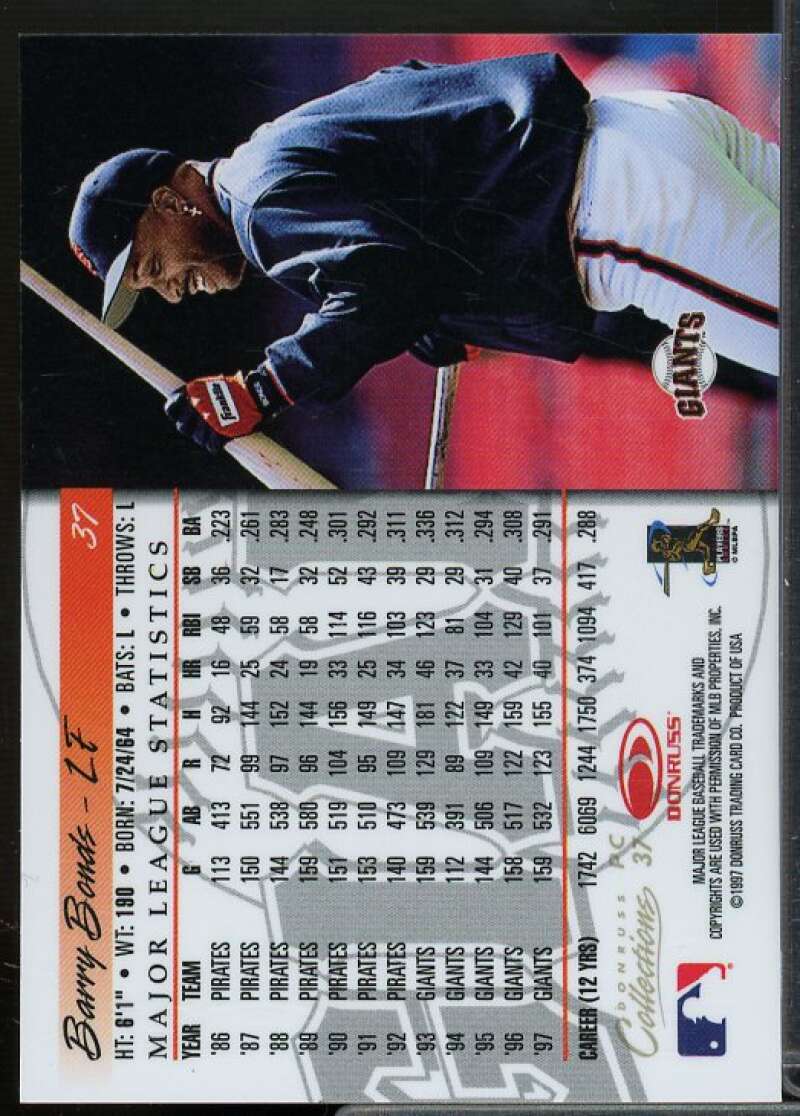 Barry Bonds - LF 37
HT: 6'1" • WT: 190 • BORN: 7/24/64 • BATS: L • THROWS: L
MAJOR LEAGUE STATISTICS
YEAR TEAM G AB R H HR RBI SB BA
'86 PIRATES 113 413 72 92 16 48 36 .223
'87 PIRATES 150 551 99 144 25 59 32 .261
'88 PIRATES 144 538 97 152 24 58 17 .283
'89 PIRATES 159 580 96 144 19 58 32 .248
'90 PIRATES 151 519 104 156 33 114 52 .301
'91 PIRATES 153 510 95 149 25 116 43 .292
'92 PIRATES 140 473 109 147 34 103 39 .311
'93 GIANTS 159 539 129 181 46 123 29 .336
'94 GIANTS 112 391 89 122 37 81 29 .312
'95 GIANTS 144 506 109 149 33 104 31 .294
'96 GIANTS 158 517 122 159 42 129 40 .308
'97 GIANTS 159 532 123 155 40 101 37 .291
CAREER (12 YRS) 1742 6069 1244 1750 374 1094 417 .288
DONRUSS PC
Collections 37
DONRUSS
MAJOR LEAGUE BASEBALL TRADEMARKS AND
COPYRIGHTS ARE USED WITH PERMISSION OF MLB PROPERTIES, INC.
©1997 DONRUSS TRADING CARD CO. PRODUCT OF USA
PLAYERS
© MLBPA
GIANTS
Franklin